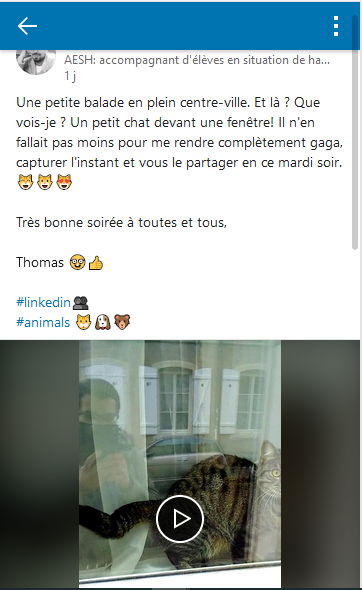 AESH: accompagnant d'élèves en situation de ha...
1 j
Une petite balade en plein centre-ville. Et là ? Que
vois-je ? Un petit chat devant une fenêtre! Il n'en
fallait pas moins pour me rendre complètement gaga,
capturer l'instant et vous le partager en ce mardi soir.
😺😺😻
Très bonne soirée à toutes et tous,
Thomas 🤓👍
#linkedin👥
#animals 🐱🐶🐻